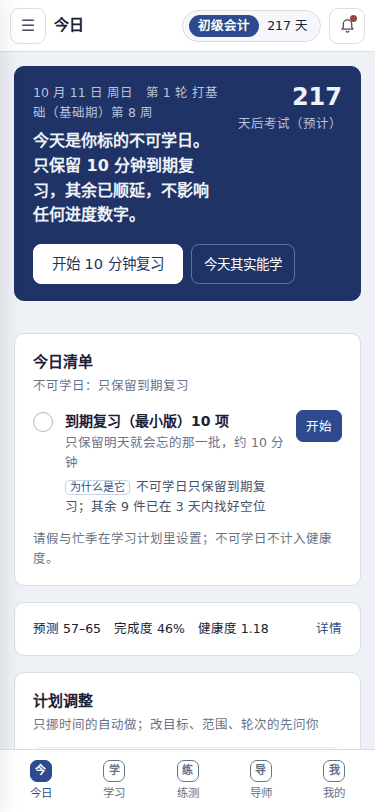 ☰ 今日 初级会计 217 天
10 月 11 日 周日 第 1 轮 打基
础（基础期）第 8 周
217
天后考试（预计）
今天是你标的不可学日。
只保留 10 分钟到期复
习，其余已顺延，不影响
任何进度数字。
开始 10 分钟复习 今天其实能学
今日清单
不可学日：只保留到期复习
到期复习（最小版）10 项 开始
只保留明天就会忘的那一批，约 10 分
钟
为什么是它 不可学日只保留到期复
习；其余 9 件已在 3 天内找好空位
请假与忙季在学习计划里设置；不可学日不计入健康
度。
预测 57–65 完成度 46% 健康度 1.18 详情
计划调整
只挪时间的自动做；改目标、范围、轮次的先问你
今 学 练 导 我
今日 学习 练测 导师 我的